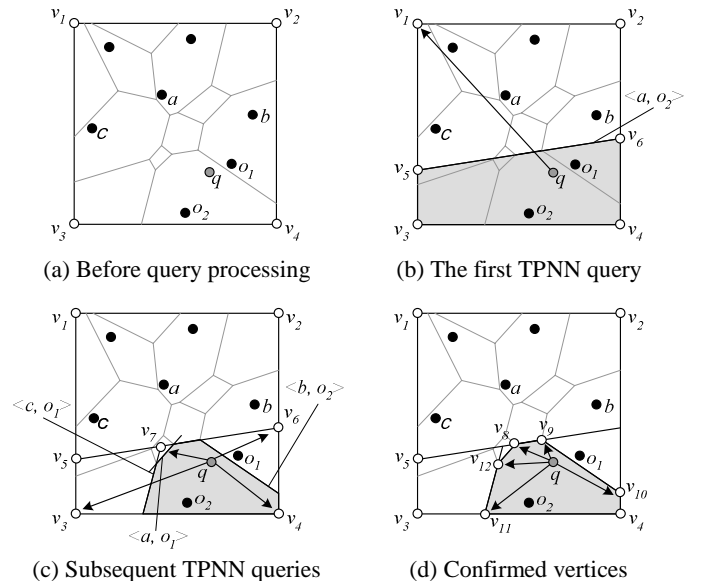 v1 v2
a
b
c
o1
q
o2
v3 v4
(a) Before query processing
v1 v2
<a, o2>
a
b
c
v6
v5
o1
q
o2
v3 v4
(b) The first TPNN query
v1 v2
a
<b, o2>
<c, o1>
b
c
v6
v7
v5
o1
q
o2
v3 v4
<a, o1>
(c) Subsequent TPNN queries
v1 v2
a
b
c
v8 v9
v5
o1
v12
q
v10
o2
v3 v11 v4
(d) Confirmed vertices